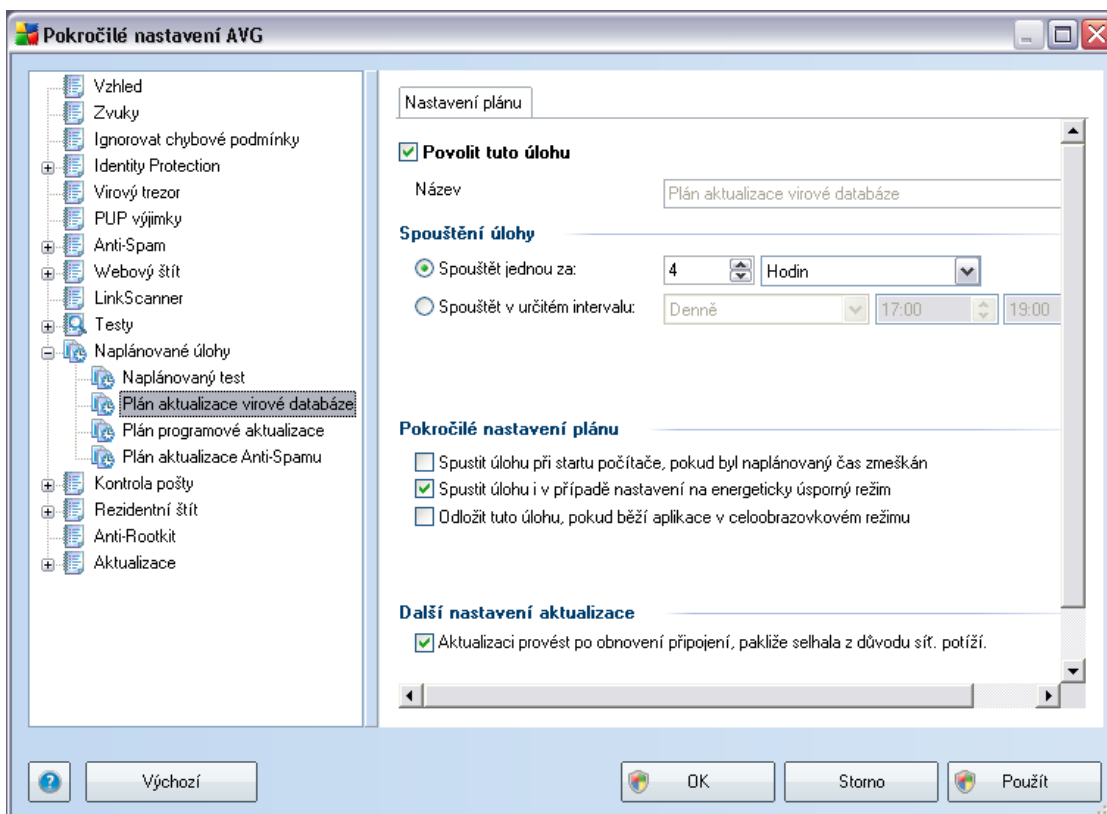 Pokročilé nastavení AVG
Vzhled
Zvuky
Ignorovat chybové podmínky
Identity Protection
Virový trezor
PUP výjimky
Anti-Spam
Webový štít
LinkScanner
Testy
Naplánované úlohy
Naplánovaný test
Plán aktualizace virové databáze
Plán programové aktualizace
Plán aktualizace Anti-Spamu
Kontrola pošty
Rezidentní štít
Anti-Rootkit
Aktualizace
Nastavení plánu
Povolit tuto úlohu
Název Plán aktualizace virové databáze
Spouštění úlohy
Spouštět jednou za: 4 Hodin
Spouštět v určitém intervalu: Denně 17:00 19:00
Pokročilé nastavení plánu
Spustit úlohu při startu počítače, pokud byl naplánovaný čas zmeškán
Spustit úlohu i v případě nastavení na energeticky úsporný režim
Odložit tuto úlohu, pokud běží aplikace v celoobrazovkovém režimu
Další nastavení aktualizace
Aktualizaci provést po obnovení připojení, pakliže selhala z důvodu síť. potíží.
Výchozí OK Storno Použít